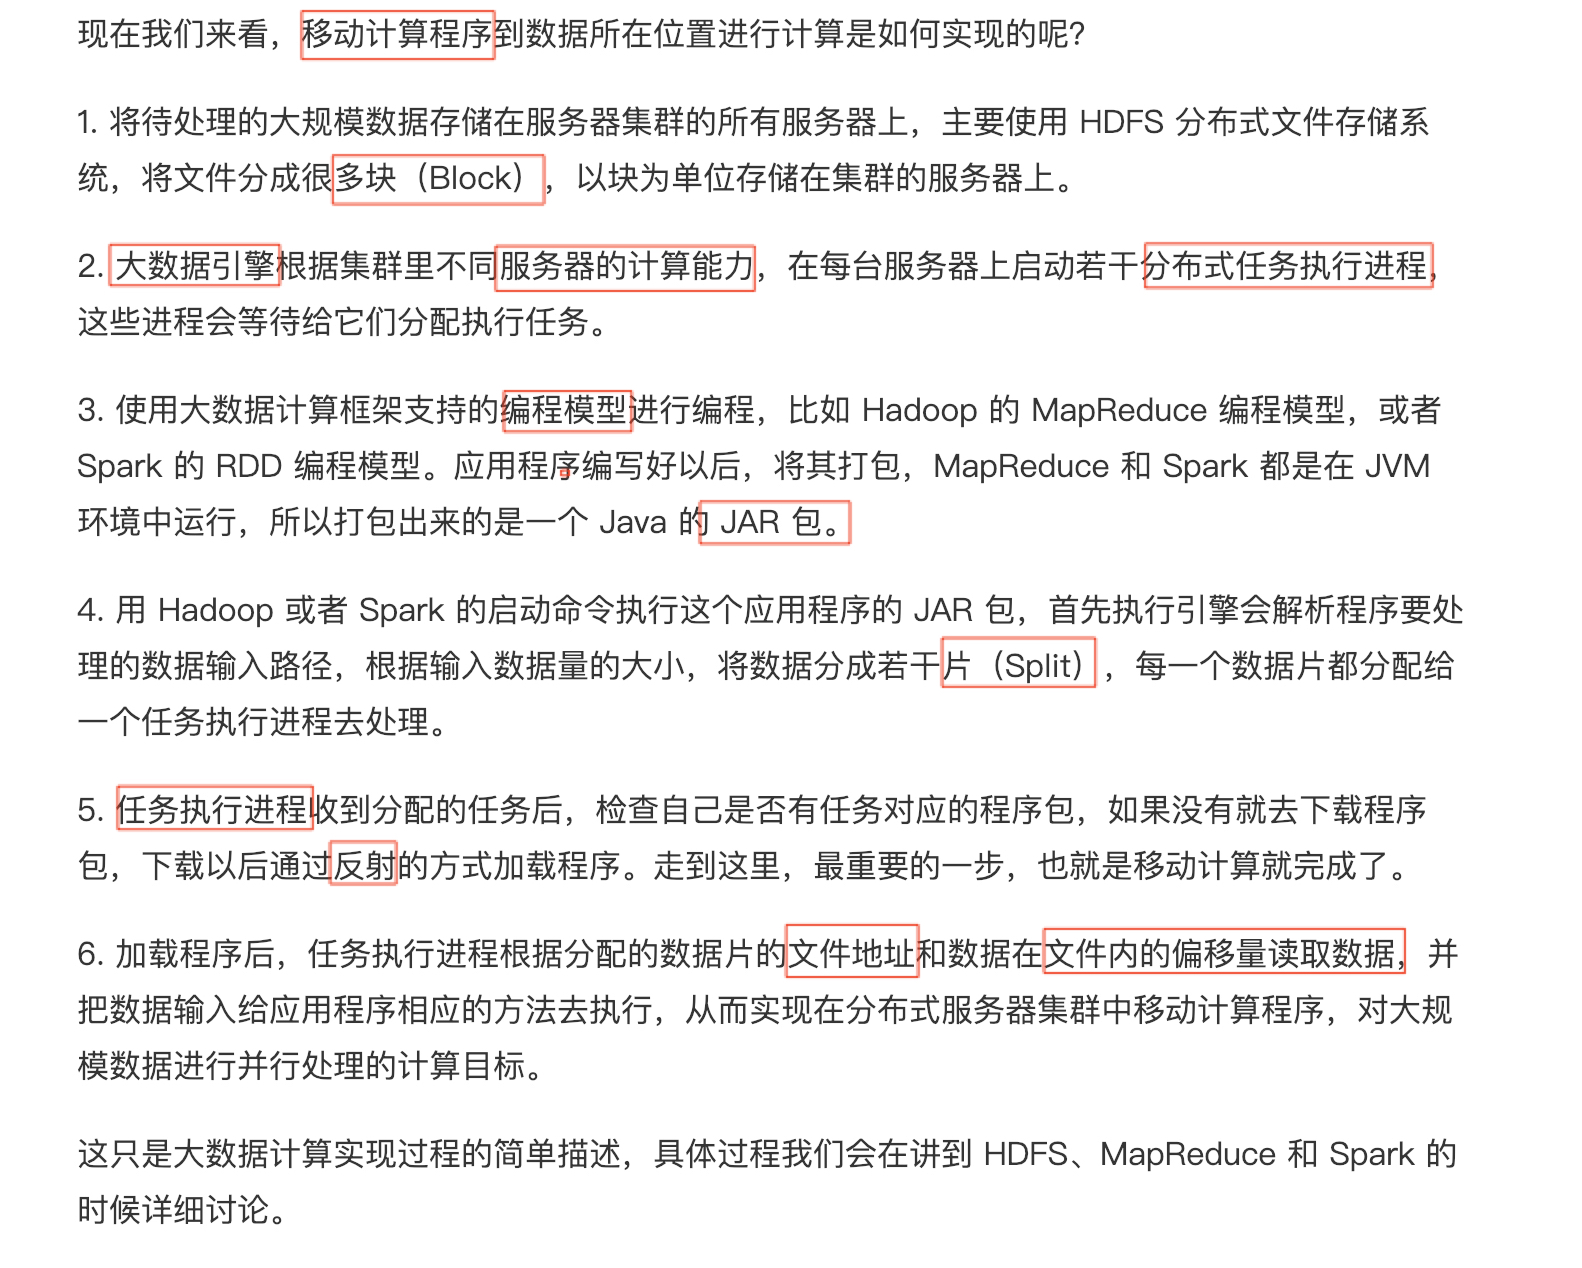 现在我们来看，移动计算程序到数据所在位置进行计算是如何实现的呢？
1. 将待处理的大规模数据存储在服务器集群的所有服务器上，主要使用 HDFS 分布式文件存储系
统，将文件分成很多块（Block），以块为单位存储在集群的服务器上。
2. 大数据引擎根据集群里不同服务器的计算能力，在每台服务器上启动若干分布式任务执行进程，
这些进程会等待给它们分配执行任务。
3. 使用大数据计算框架支持的编程模型进行编程，比如 Hadoop 的 MapReduce 编程模型，或者
Spark 的 RDD 编程模型。应用程序编写好以后，将其打包，MapReduce 和 Spark 都是在 JVM
环境中运行，所以打包出来的是一个 Java 的 JAR 包。
4. 用 Hadoop 或者 Spark 的启动命令执行这个应用程序的 JAR 包，首先执行引擎会解析程序要处
理的数据输入路径，根据输入数据量的大小，将数据分成若干片（Split），每一个数据片都分配给
一个任务执行进程去处理。
5. 任务执行进程收到分配的任务后，检查自己是否有任务对应的程序包，如果没有就去下载程序
包，下载以后通过反射的方式加载程序。走到这里，最重要的一步，也就是移动计算就完成了。
6. 加载程序后，任务执行进程根据分配的数据片的文件地址和数据在文件内的偏移量读取数据，并
把数据输入给应用程序相应的方法去执行，从而实现在分布式服务器集群中移动计算程序，对大规
模数据进行并行处理的计算目标。
这只是大数据计算实现过程的简单描述，具体过程我们会在讲到 HDFS、MapReduce 和 Spark 的
时候详细讨论。